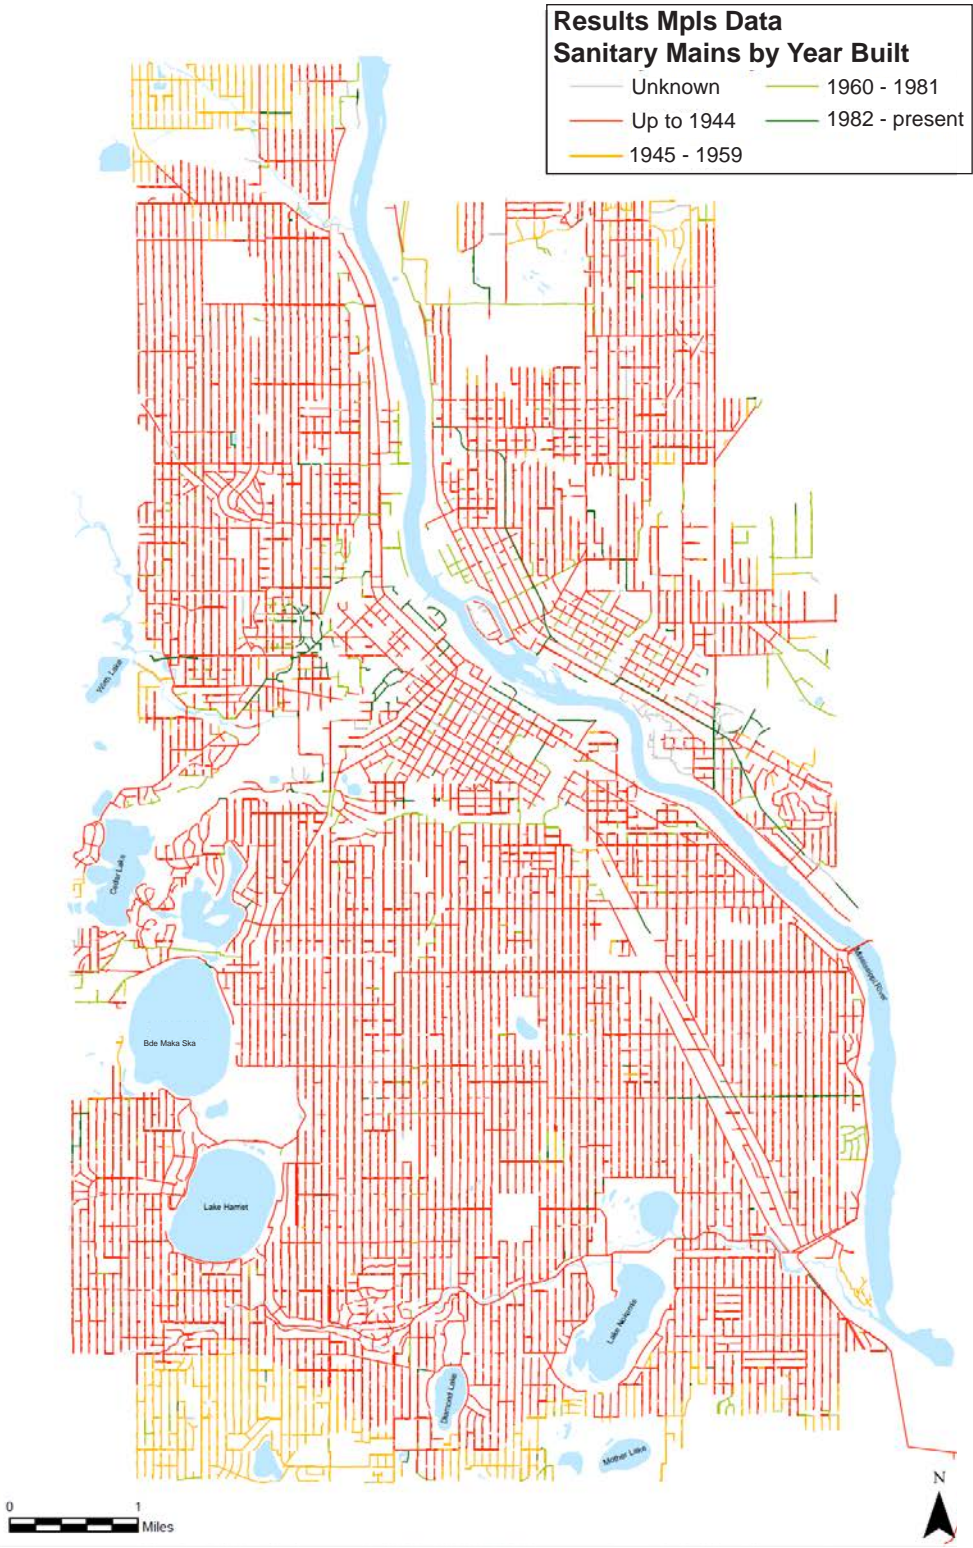 Results Mpls Data
Sanitary Mains by Year Built
Unknown
1960 - 1981
Up to 1944
1982 - present
1945 - 1959
Wirth Lake
Cedar Lake
Mississippi River
Bde Maka Ska
Lake Harriet
Lake Nokomis
Diamond Lake
Mother Lake
0 1
Miles
N